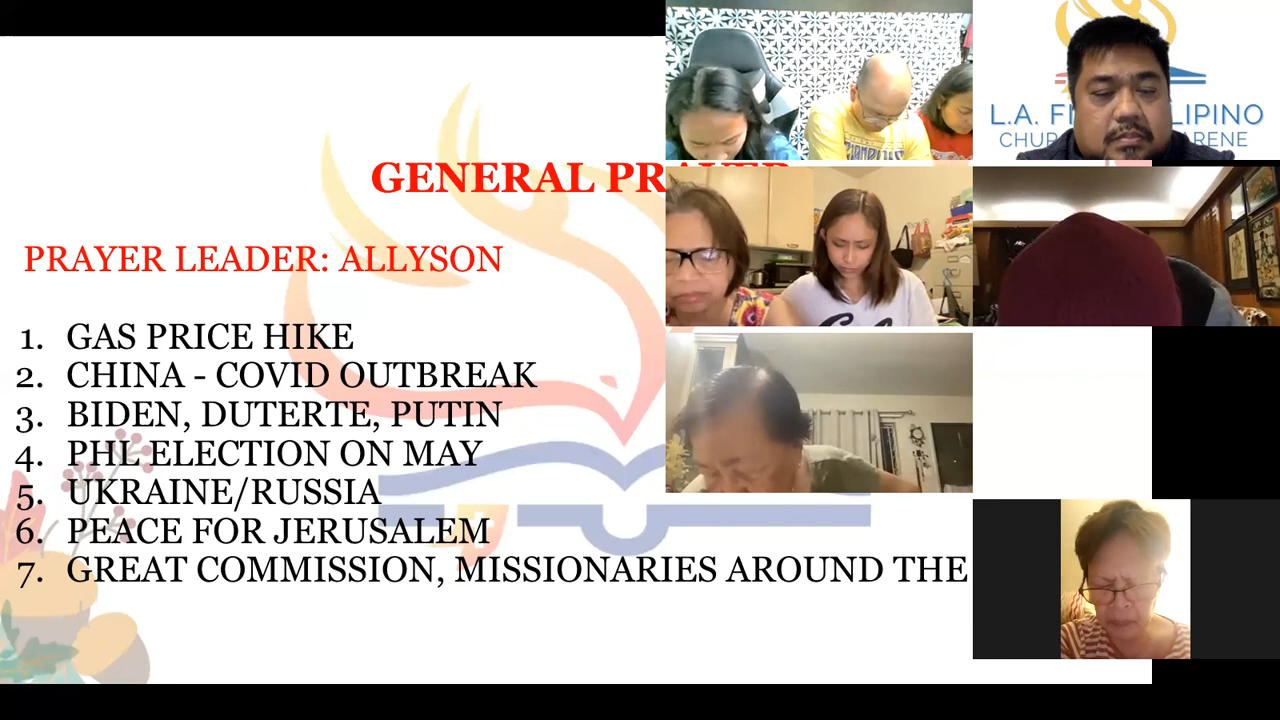 GENERAL PRAYER
PRAYER LEADER: ALLYSON
1. GAS PRICE HIKE
2. CHINA - COVID OUTBREAK
3. BIDEN, DUTERTE, PUTIN
4. PHL ELECTION ON MAY
5. UKRAINE/RUSSIA
6. PEACE FOR JERUSALEM
7. GREAT COMMISSION, MISSIONARIES AROUND THE
L.A. FI LIPINO
CHUR ARENE